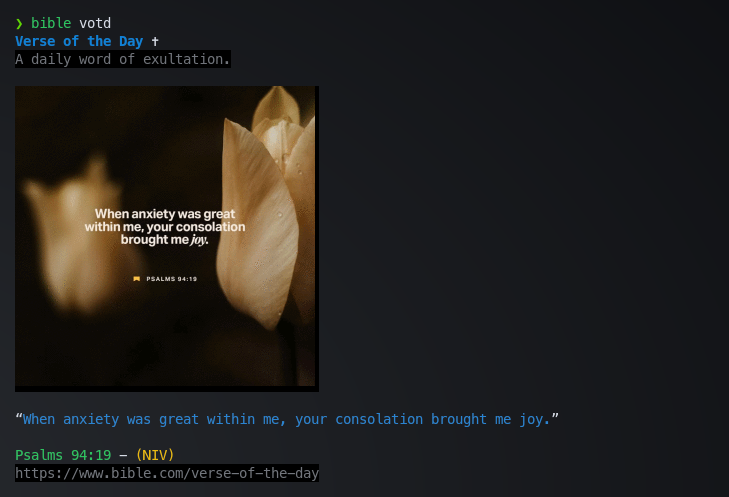 ❯ bible votd
Verse of the Day ✝
A daily word of exultation.
When anxiety was great
within me, your consolation
brought me joy.
PSALMS 94:19
“When anxiety was great within me, your consolation brought me joy.”
Psalms 94:19 – (NIV)
https://www.bible.com/verse-of-the-day